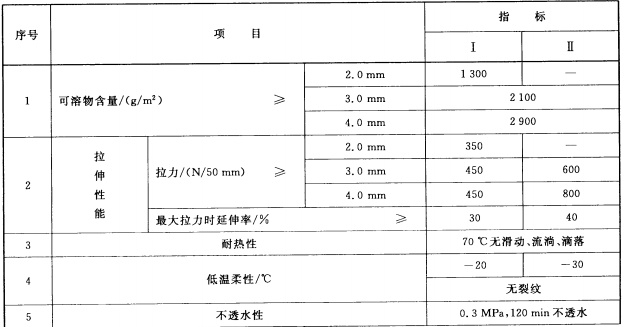 序号 项 目 指 标
Ⅰ Ⅱ
1 可溶物含量/(g/m²) ≥ 2.0 mm 1 300 —
3.0 mm 2 100
4.0 mm 2 900
2 拉伸性能 拉力/(N/50 mm) ≥ 2.0 mm 350 —
3.0 mm 450 600
4.0 mm 450 800
最大拉力时延伸率/% ≥ 30 40
3 耐热性 70 ℃无滑动、流淌、滴落
4 低温柔性/℃ －20 －30
无裂纹
5 不透水性 0.3 MPa,120 min 不透水